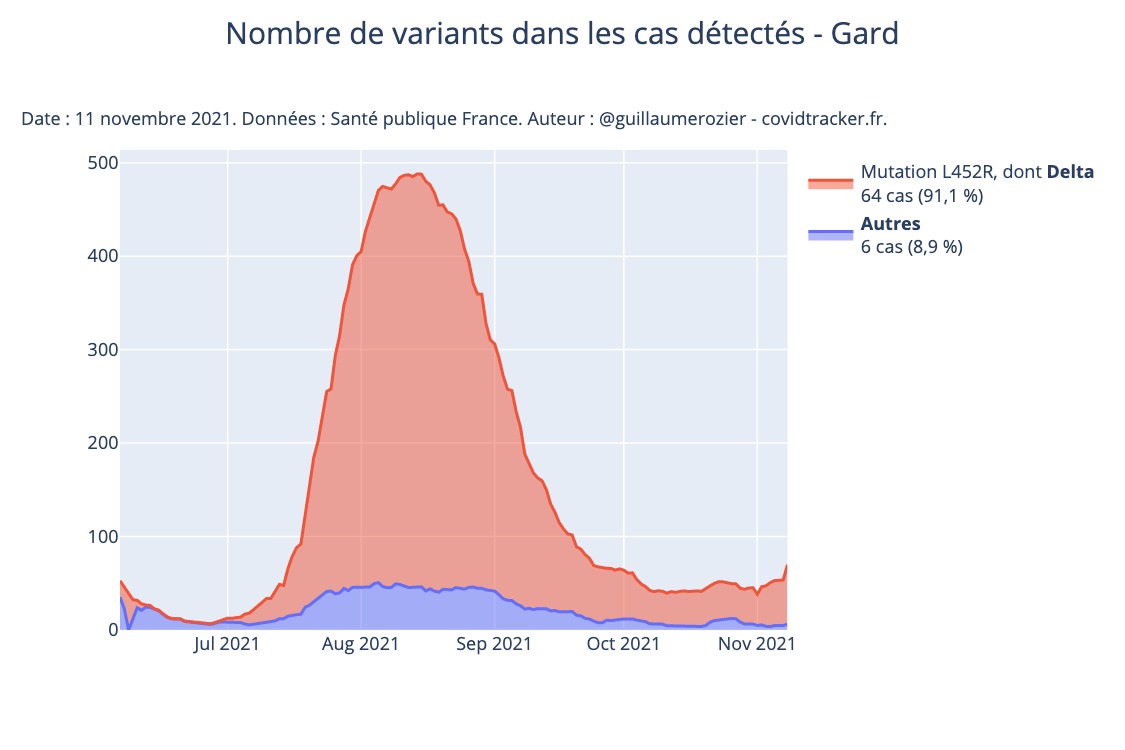 Nombre de variants dans les cas détectés - Gard
Date : 11 novembre 2021. Données : Santé publique France. Auteur : @guillaumerozier - covidtracker.fr.
500
400
300
200
100
0
Jul 2021
Aug 2021
Sep 2021
Oct 2021
Nov 2021
Mutation L452R, dont Delta
64 cas (91,1 %)
Autres
6 cas (8,9 %)